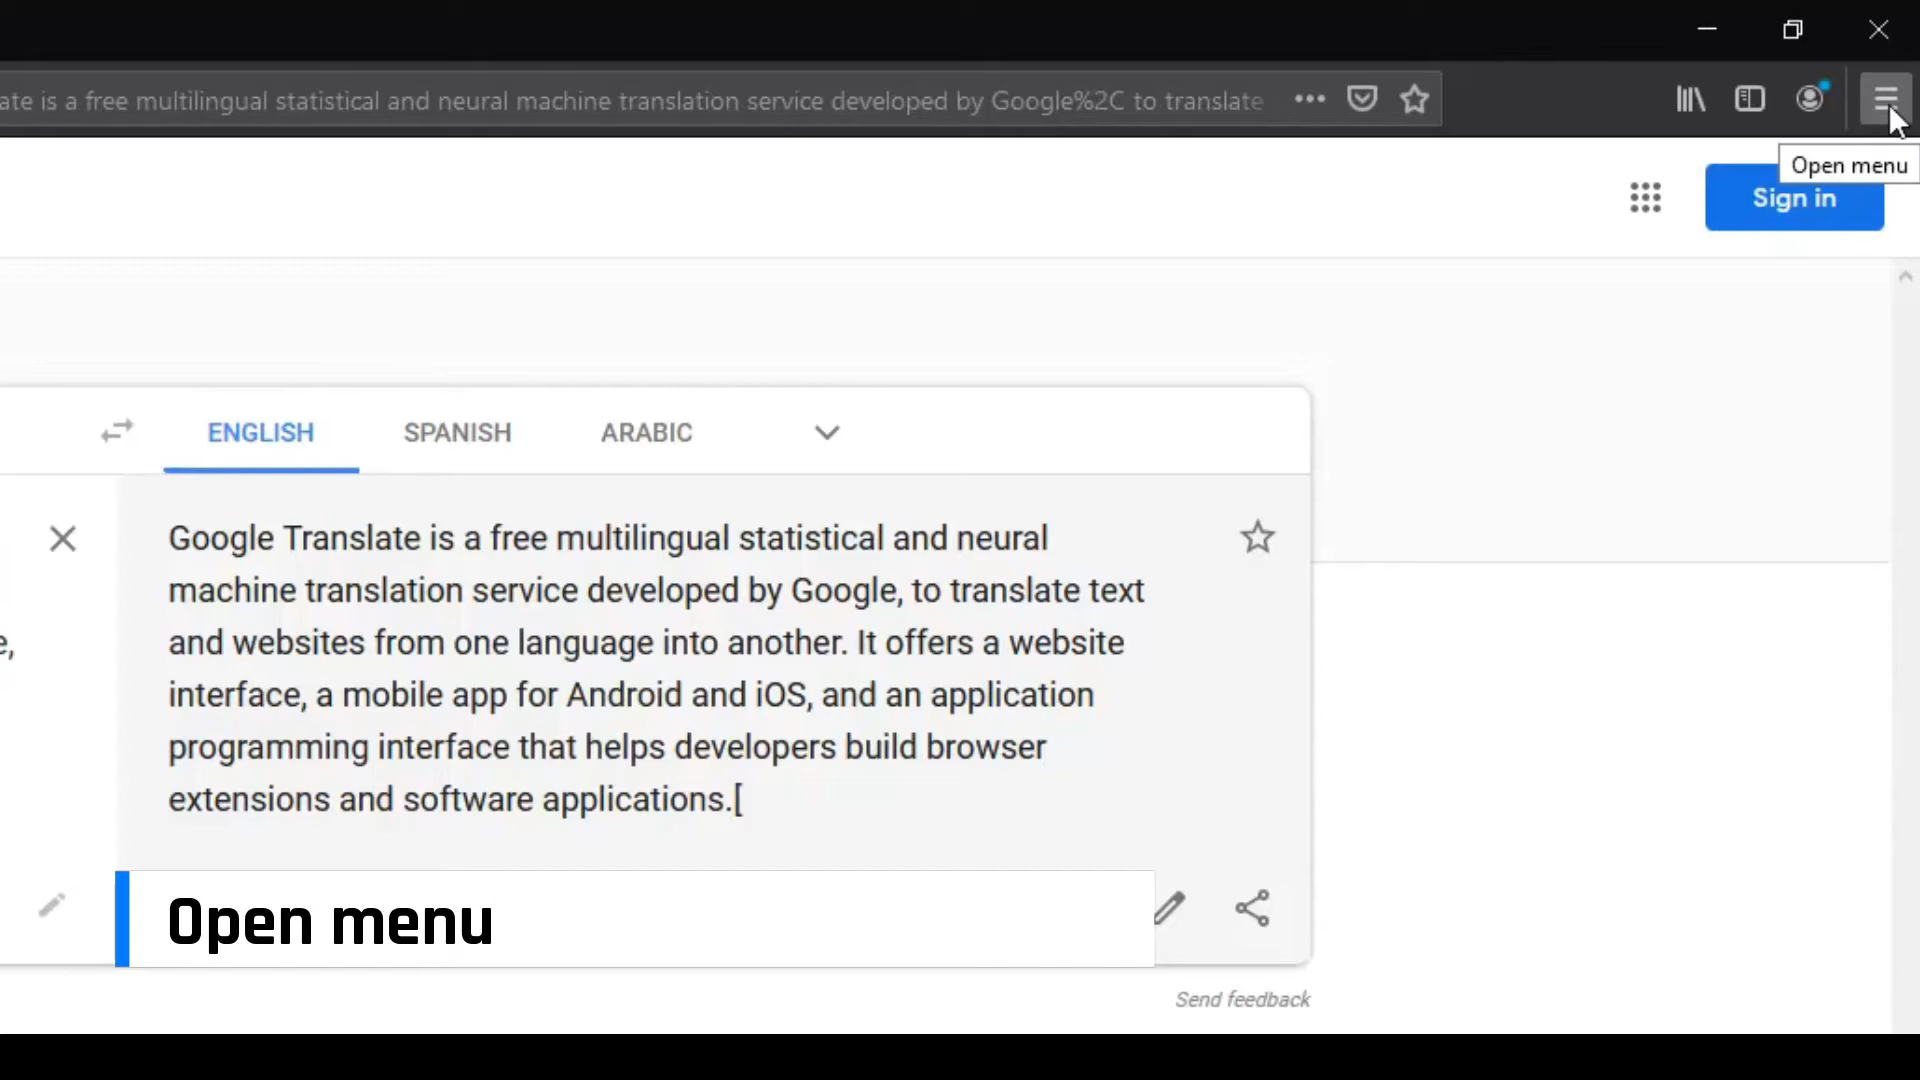 ate is a free multilingual statistical and neural machine translation service developed by Google%2C to translate
Open menu
Sign in
ENGLISH SPANISH ARABIC
Google Translate is a free multilingual statistical and neural
machine translation service developed by Google, to translate text
e,
and websites from one language into another. It offers a website
interface, a mobile app for Android and iOS, and an application
programming interface that helps developers build browser
extensions and software applications.[
Open menu
Send feedback